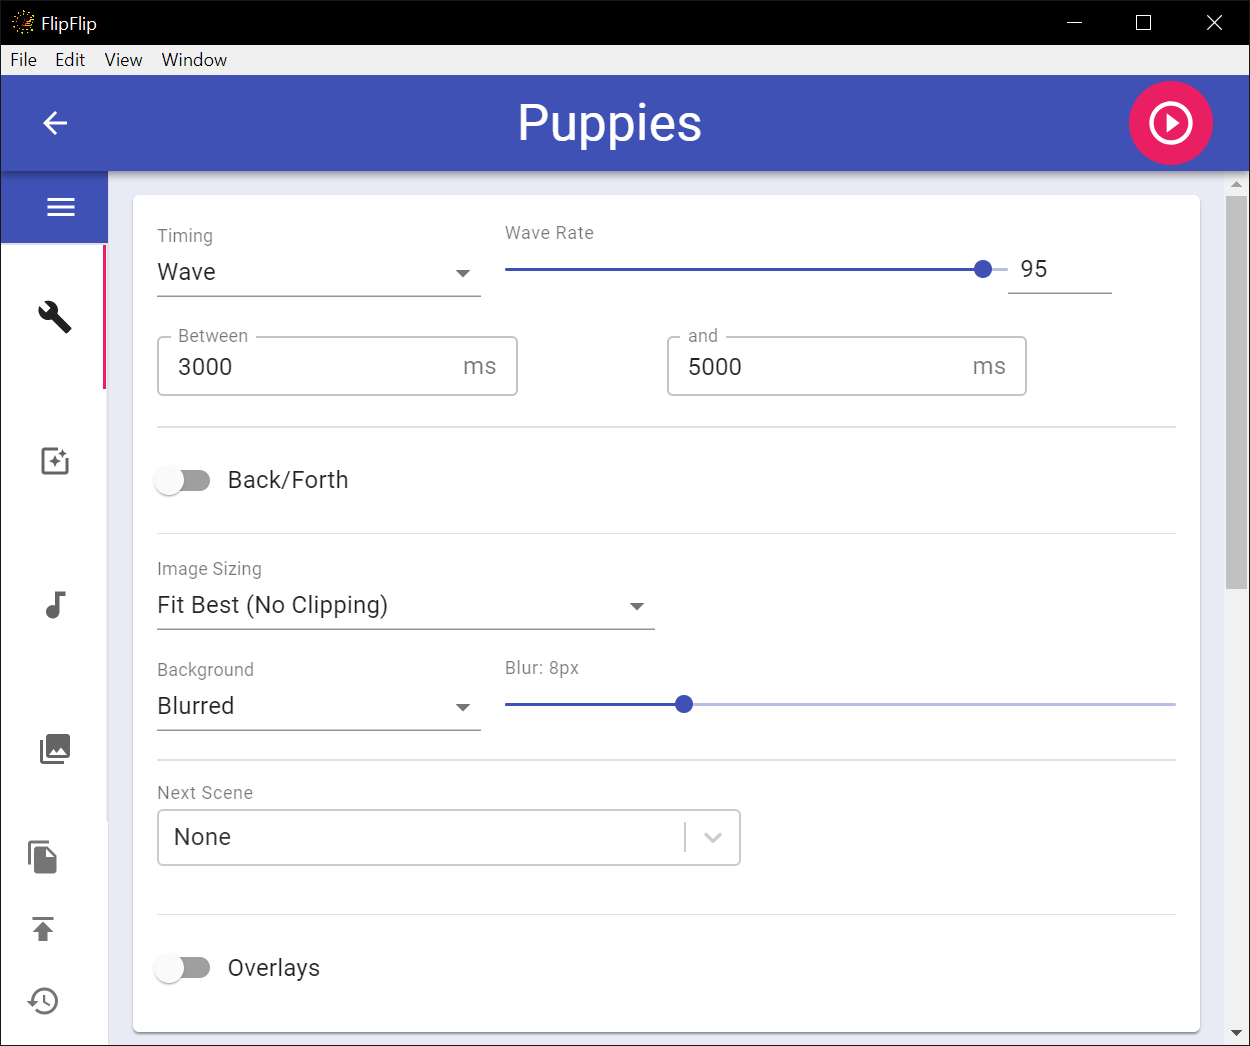 FlipFlip
File Edit View Window
Puppies
Timing
Wave Rate
Wave
95
Between
and
3000 ms
5000 ms
Back/Forth
Image Sizing
Fit Best (No Clipping)
Background
Blur: 8px
Blurred
Next Scene
None
Overlays